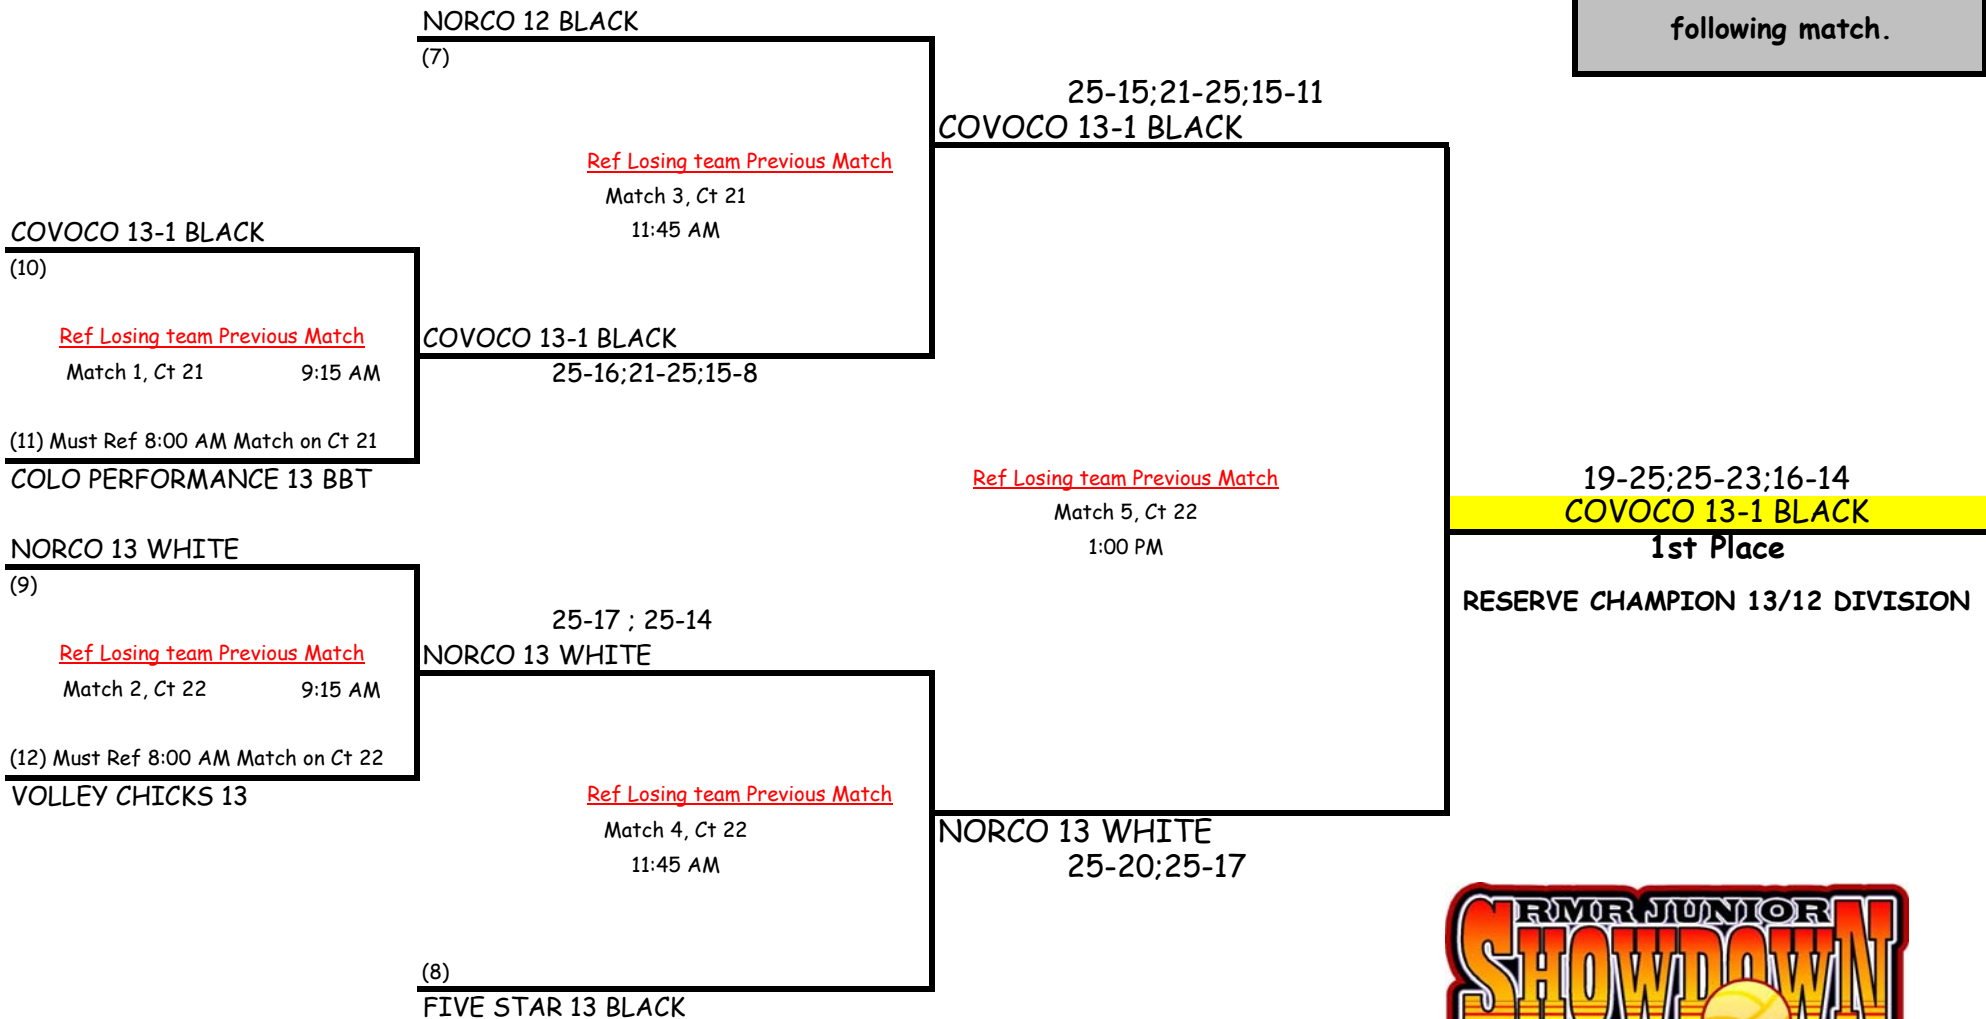 following match.
NORCO 12 BLACK
(7)
25-15;21-25;15-11
COVOCO 13-1 BLACK
Ref Losing team Previous Match
Match 3, Ct 21
11:45 AM
COVOCO 13-1 BLACK
(10)
Ref Losing team Previous Match
Match 1, Ct 21 9:15 AM
COVOCO 13-1 BLACK
25-16;21-25;15-8
(11) Must Ref 8:00 AM Match on Ct 21
COLO PERFORMANCE 13 BBT
Ref Losing team Previous Match
Match 5, Ct 22
1:00 PM
19-25;25-23;16-14
COVOCO 13-1 BLACK
1st Place
RESERVE CHAMPION 13/12 DIVISION
NORCO 13 WHITE
(9)
Ref Losing team Previous Match
Match 2, Ct 22 9:15 AM
25-17 ; 25-14
NORCO 13 WHITE
(12) Must Ref 8:00 AM Match on Ct 22
VOLLEY CHICKS 13
Ref Losing team Previous Match
Match 4, Ct 22
11:45 AM
NORCO 13 WHITE
25-20;25-17
(8)
FIVE STAR 13 BLACK
RMR JUNIOR
SHOWDOWN